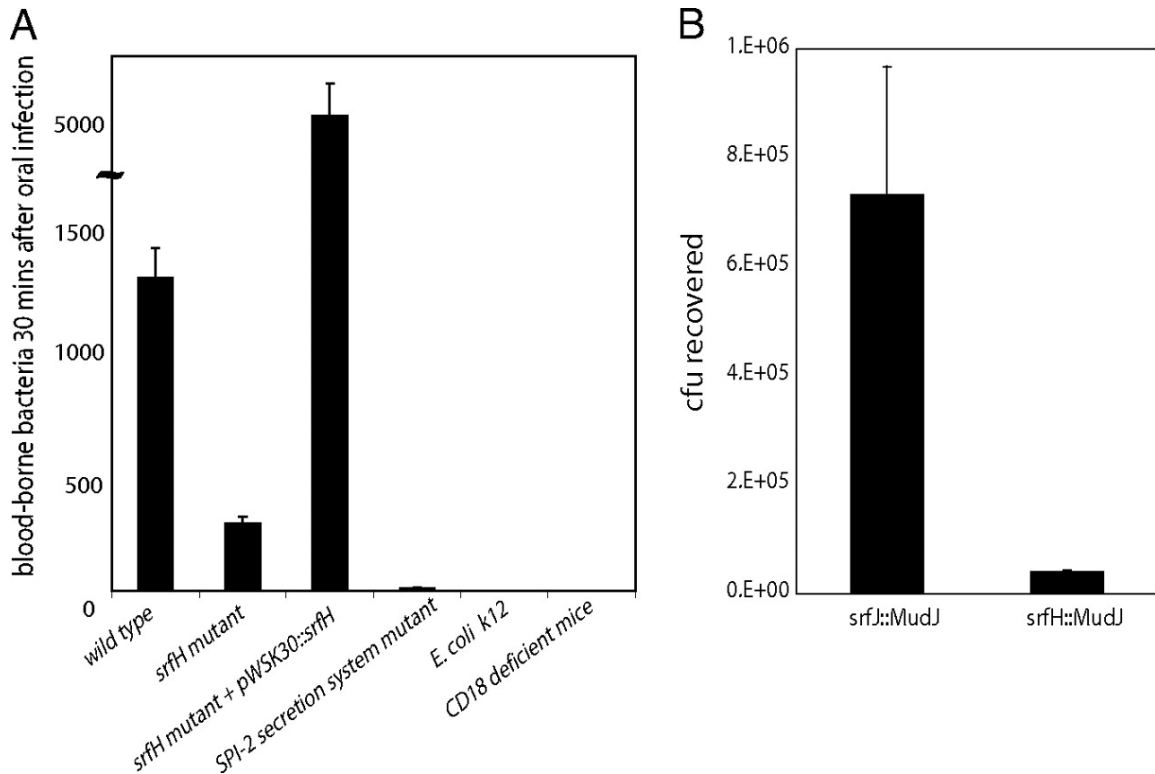 A
blood-borne bacteria 30 mins after oral infection
5000
~
1500
1000
500
0
wild type
srfH mutant
srfH mutant + pWSK30::srfH
SPI-2 secretion system mutant
E. coli k12
CD18 deficient mice
B
cfu recovered
1.E+06
8.E+05
6.E+05
4.E+05
2.E+05
0.E+00
srfJ::MudJ
srfH::MudJ